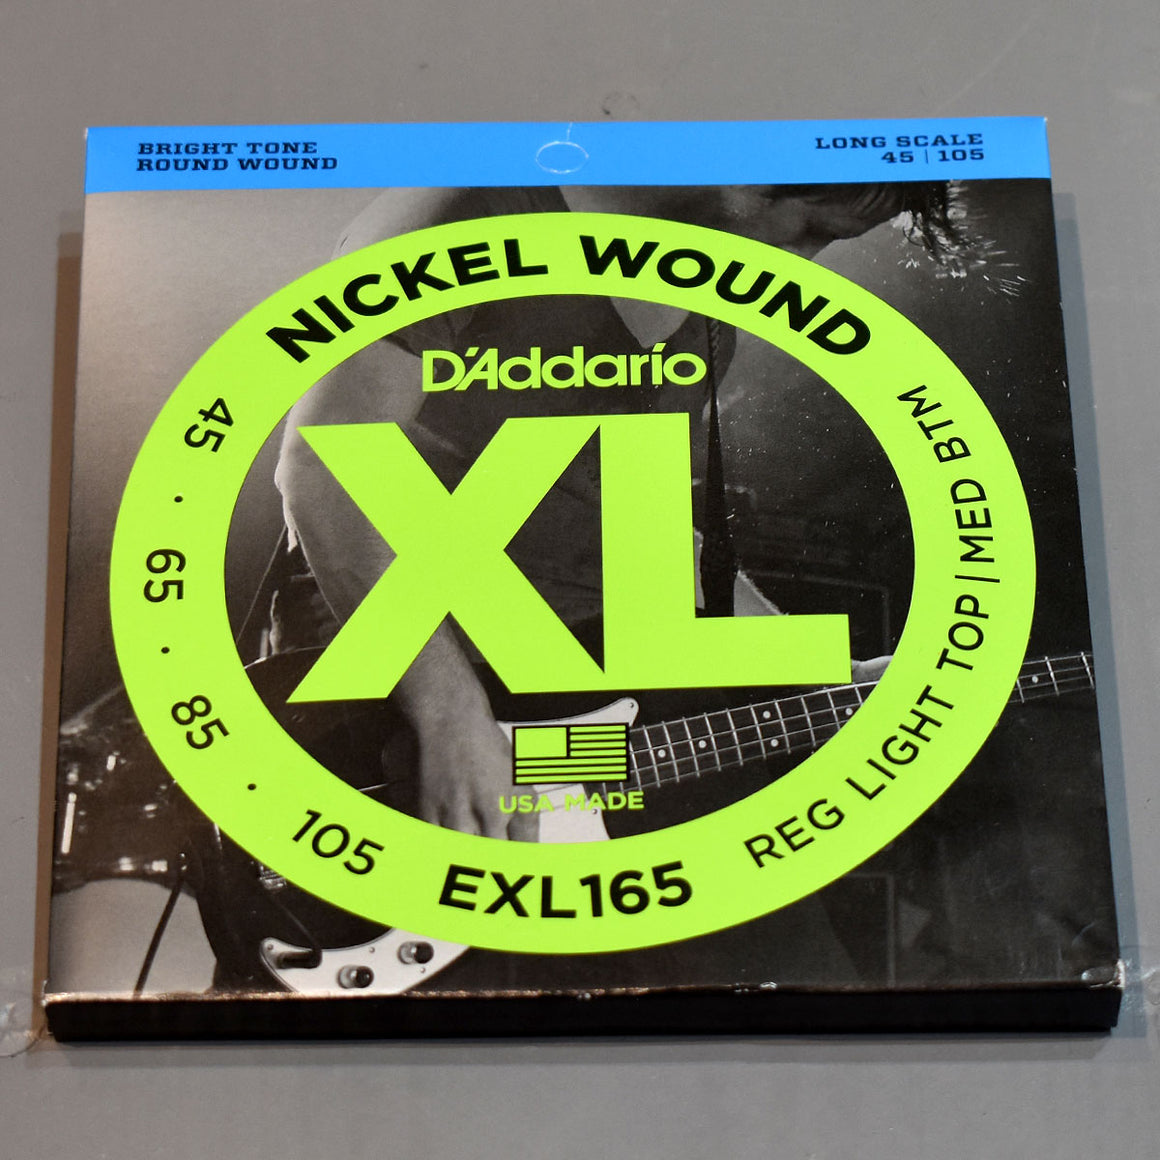 BRIGHT TONE
ROUND WOUND
LONG SCALE
45 | 105
NICKEL WOUND
D'Addarío
XL
45 · 65 · 85 · 105
REG LIGHT TOP | MED BTM
USA MADE
EXL165